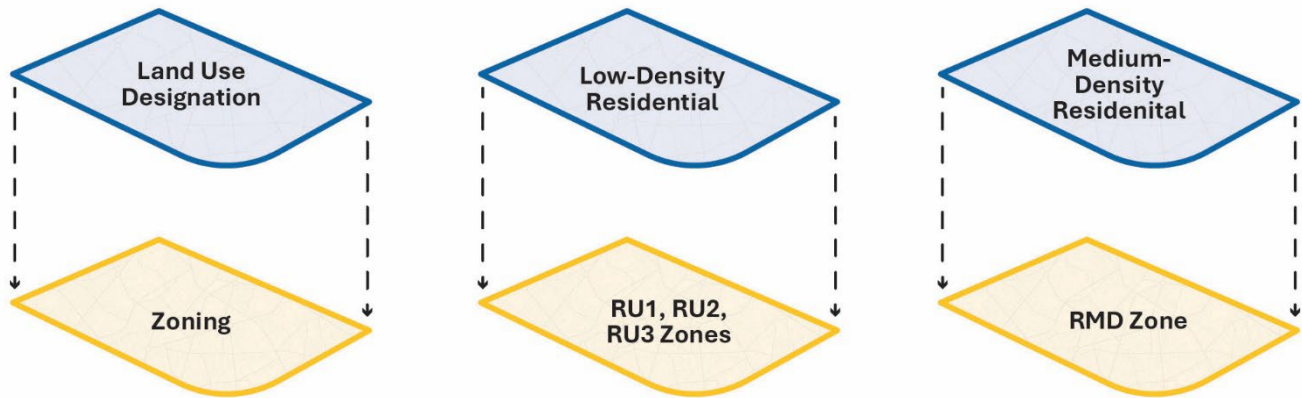 Land Use
Designation
Low-Density
Residential
Medium-
Density
Residenital
Zoning
RU1, RU2,
RU3 Zones
RMD Zone